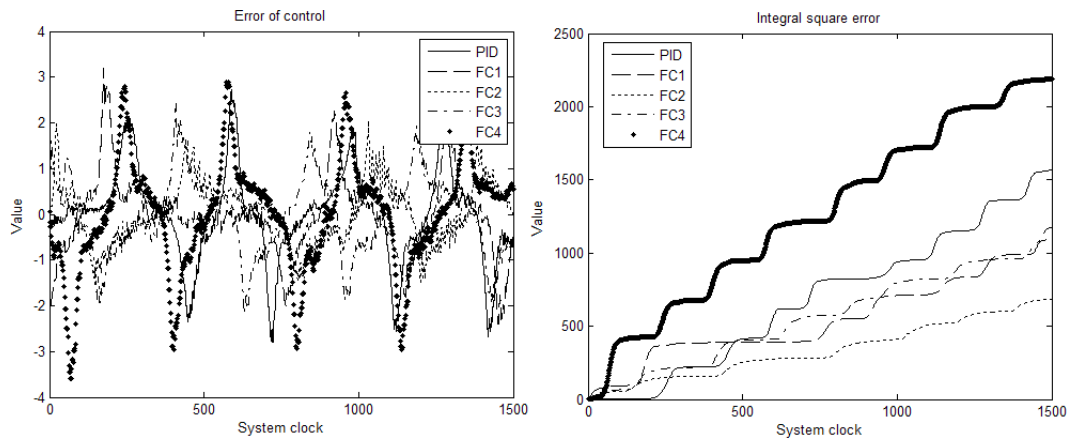 Error of control
4
3
2
1
0
-1
-2
-3
-4
Value
0
500
1000
1500
System clock
PID
FC1
FC2
FC3
FC4
Integral square error
2500
2000
1500
1000
500
0
Value
0
500
1000
1500
System clock
PID
FC1
FC2
FC3
FC4